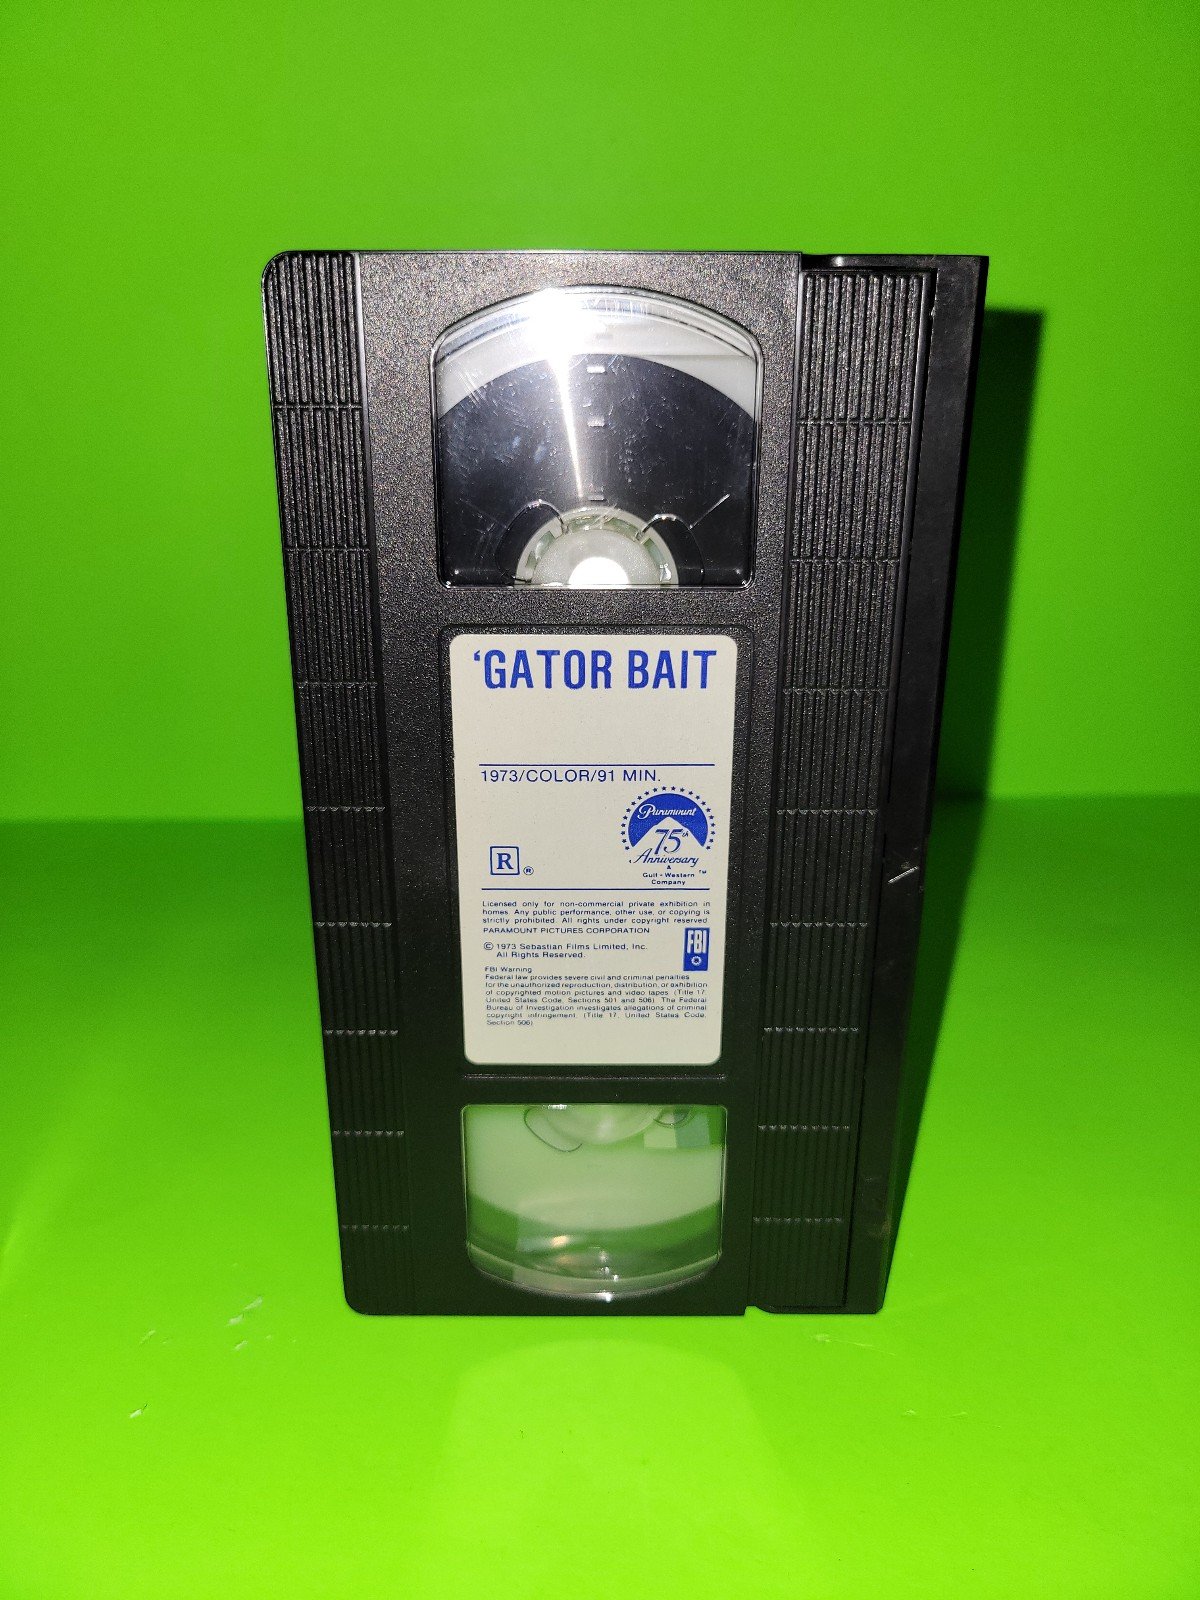 'GATOR BAIT
1973/COLOR/91 MIN.
Paramount
75th
Anniversary
A
Gulf + Western ™
Company
R ®
Licensed only for non-commercial private exhibition in
homes. Any public performance, other use, or copying is
strictly prohibited. All rights under copyright reserved.
PARAMOUNT PICTURES CORPORATION
© 1973 Sebastian Films Limited, Inc.
All Rights Reserved.
FBI
FBI Warning
Federal law provides severe civil and criminal penalties
for the unauthorized reproduction, distribution, or exhibition
of copyrighted motion pictures and video tapes. (Title 17,
United States Code, Sections 501 and 506). The Federal
Bureau of Investigation investigates allegations of criminal
copyright infringement. (Title 17, United States Code,
Section 506).